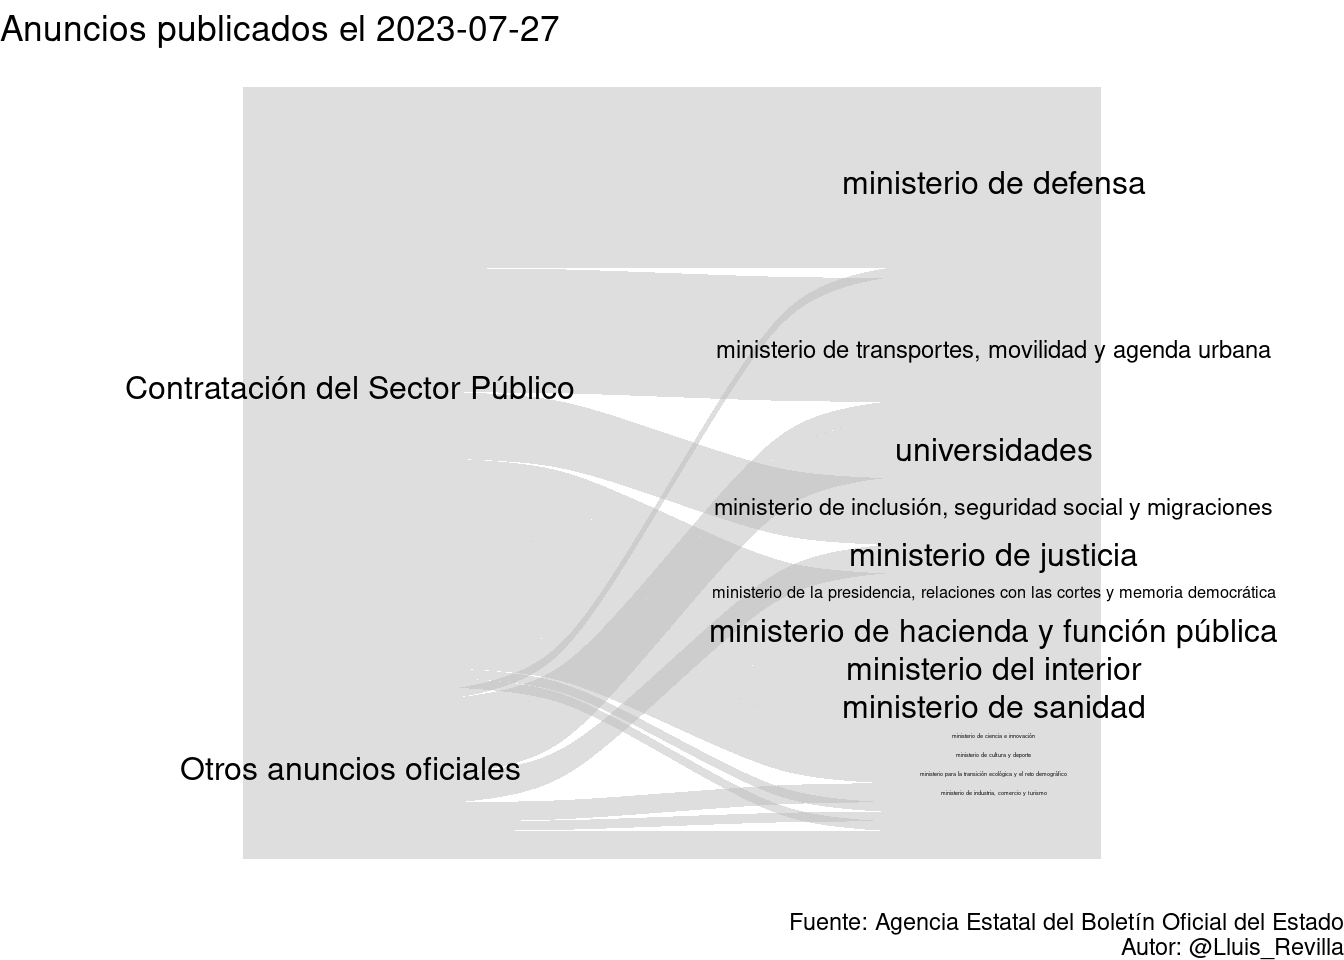 Anuncios publicados el 2023-07-27
ministerio de defensa
ministerio de transportes, movilidad y agenda urbana
Contratación del Sector Público
universidades
ministerio de inclusión, seguridad social y migraciones
ministerio de justicia
ministerio de la presidencia, relaciones con las cortes y memoria democrática
ministerio de hacienda y función pública
ministerio del interior
ministerio de sanidad
ministerio de ciencia e innovación
ministerio de cultura y deporte
Otros anuncios oficiales
ministerio para la transición ecológica y el reto demográfico
ministerio de industria, comercio y turismo
Fuente: Agencia Estatal del Boletín Oficial del Estado
Autor: @Lluis_Revilla